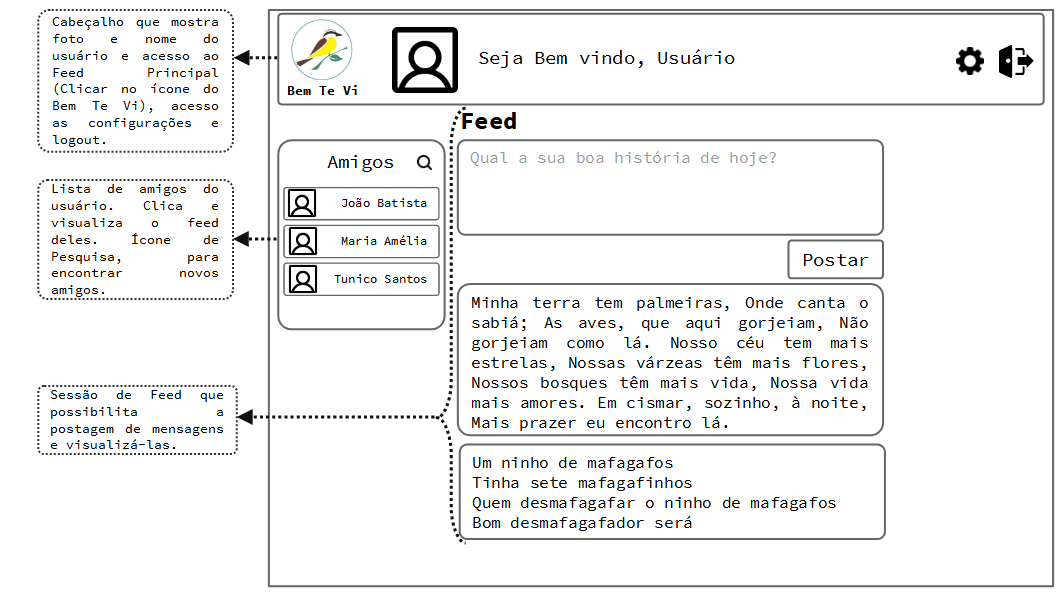 Cabeçalho que mostra
foto e nome do
usuário e acesso ao
Feed Principal
(Clicar no ícone do
Bem Te Vi), acesso
as configurações e
logout.
Lista de amigos do
usuário. Clica e
visualiza o feed
deles. Ícone de
Pesquisa, para
encontrar novos
amigos.
Sessão de Feed que
possibilita a
postagem de mensagens
e visualizá-las.
Bem Te Vi
Seja Bem vindo, Usuário
Amigos
João Batista
Maria Amélia
Tunico Santos
Feed
Qual a sua boa história de hoje?
Postar
Minha terra tem palmeiras, Onde canta o
sabiá; As aves, que aqui gorjeiam, Não
gorjeiam como lá. Nosso céu tem mais
estrelas, Nossas várzeas têm mais flores,
Nossos bosques têm mais vida, Nossa vida
mais amores. Em cismar, sozinho, à noite,
Mais prazer eu encontro lá.
Um ninho de mafagafos
Tinha sete mafagafinhos
Quem desmafagafar o ninho de mafagafos
Bom desmafagafador será